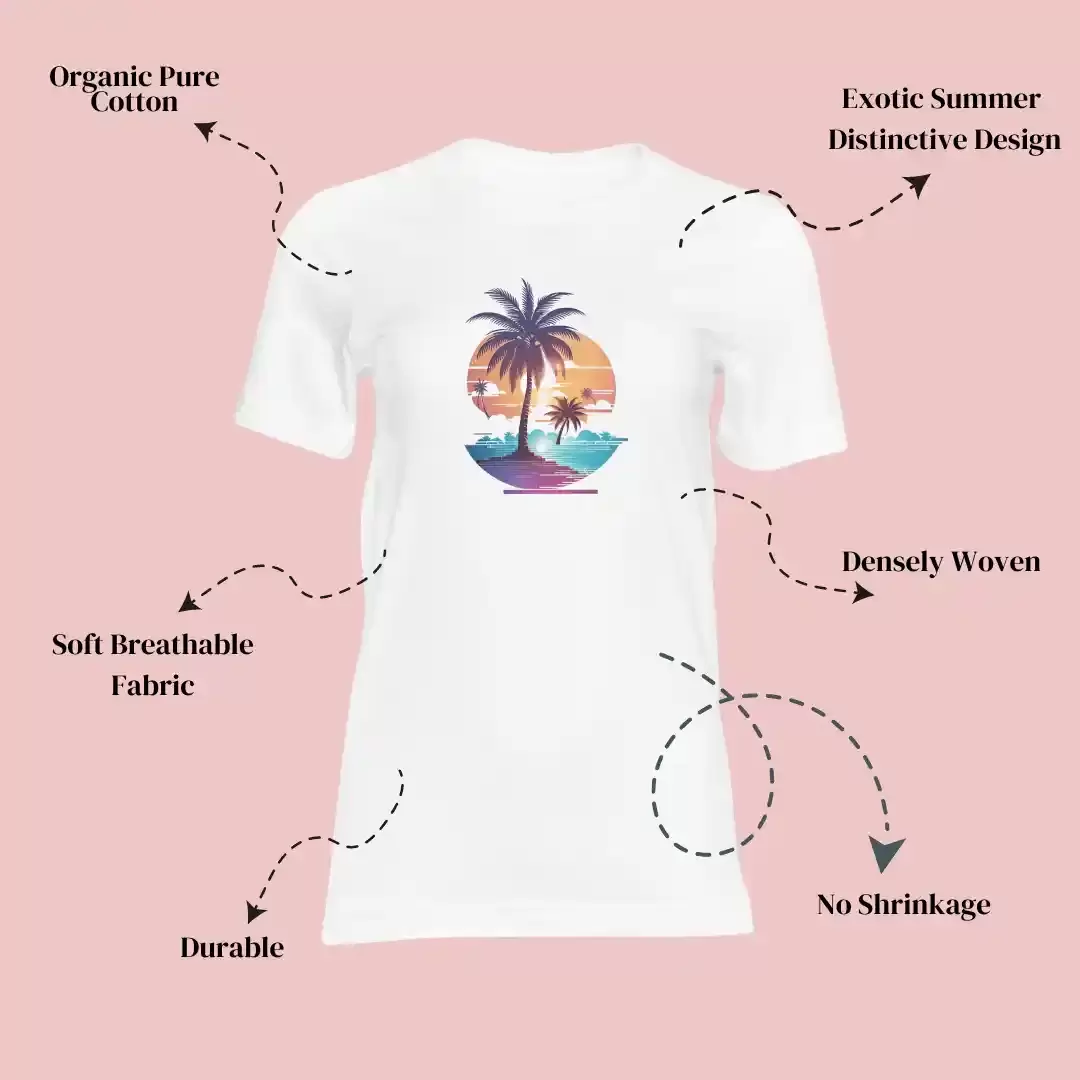 Organic Pure
Cotton
Exotic Summer
Distinctive Design
Densely Woven
Soft Breathable
Fabric
No Shrinkage
Durable